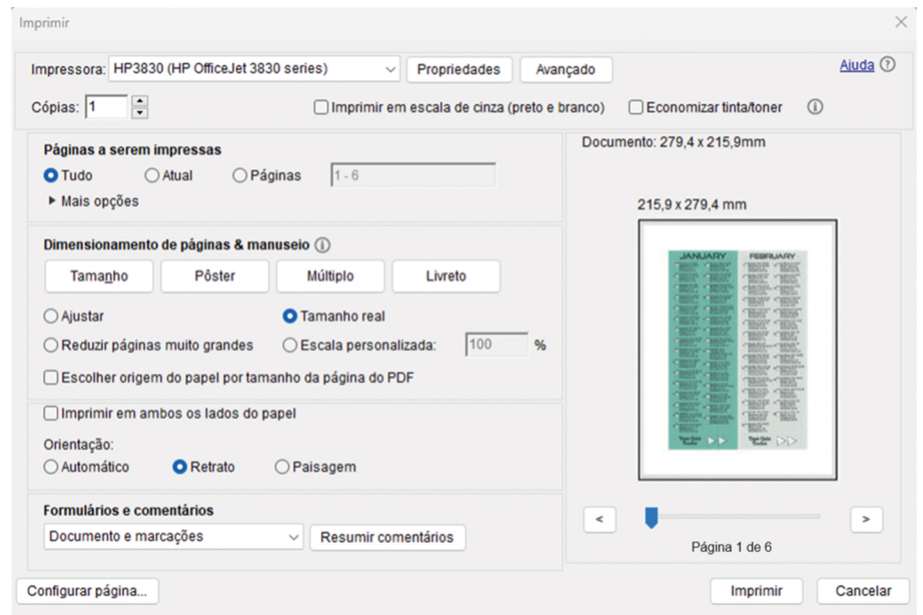 Imprimir
Impressora: HP3830 (HP OfficeJet 3830 series) Propriedades Avançado Ajuda
Cópias: 1 Imprimir em escala de cinza (preto e branco) Economizar tinta/toner
Páginas a serem impressas
Tudo Atual Páginas 1 - 6
Mais opções
Dimensionamento de páginas & manuseio
Tamanho Pôster Múltiplo Livreto
Ajustar Tamanho real
Reduzir páginas muito grandes Escala personalizada: 100 %
Escolher origem do papel por tamanho da página do PDF
Imprimir em ambos os lados do papel
Orientação:
Automático Retrato Paisagem
Formulários e comentários
Documento e marcações Resumir comentários
Documento: 279,4 x 215,9mm
215,9 x 279,4 mm
JANUARY FEBRUARY
< >
Página 1 de 6
Configurar página... Imprimir Cancelar